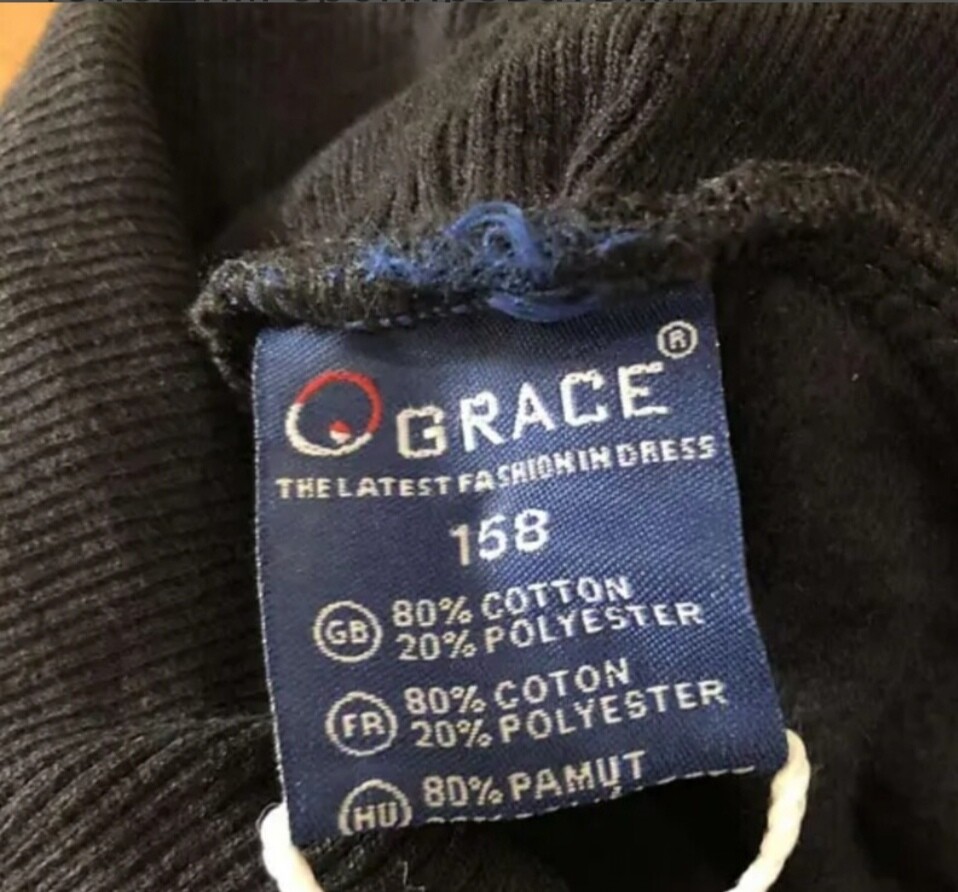 GRACE ®
THE LATEST FASHION IN DRESS
158
GB 80% COTTON
20% POLYESTER
FR 80% COTON
20% POLYESTER
HU 80% PAMUT